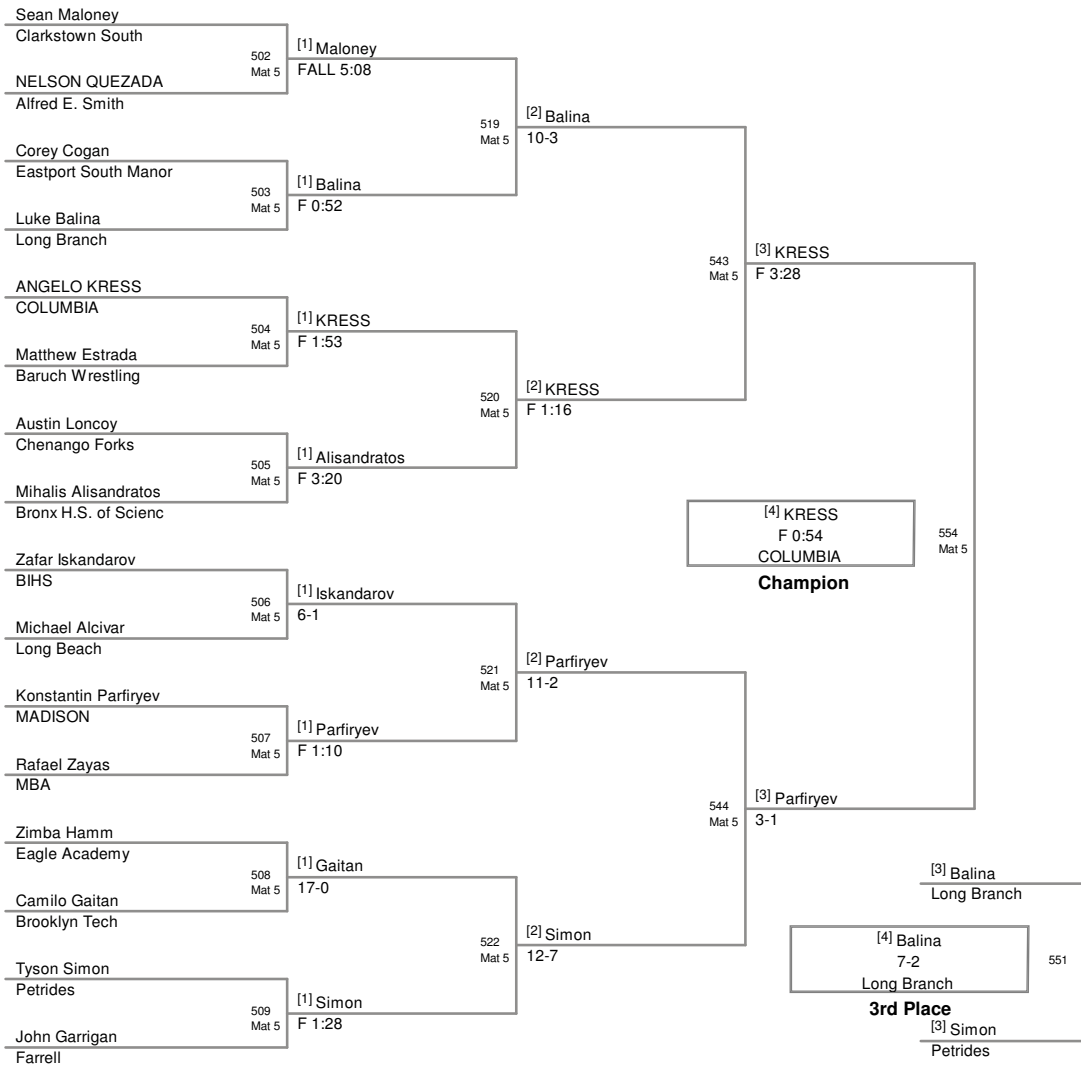 Sean Maloney
Clarkstown South
502
Mat 5
[1] Maloney
FALL 5:08
NELSON QUEZADA
Alfred E. Smith
519
Mat 5
[2] Balina
10-3
Corey Cogan
Eastport South Manor
503
Mat 5
[1] Balina
F 0:52
Luke Balina
Long Branch
543
Mat 5
[3] KRESS
F 3:28
ANGELO KRESS
COLUMBIA
504
Mat 5
[1] KRESS
F 1:53
Matthew Estrada
Baruch Wrestling
520
Mat 5
[2] KRESS
F 1:16
Austin Loncoy
Chenango Forks
505
Mat 5
[1] Alisandratos
F 3:20
Mihalis Alisandratos
Bronx H.S. of Scienc
[4] KRESS
F 0:54
COLUMBIA
Champion
554
Mat 5
Zafar Iskandarov
BIHS
506
Mat 5
[1] Iskandarov
6-1
Michael Alcivar
Long Beach
521
Mat 5
[2] Parfiryev
11-2
Konstantin Parfiryev
MADISON
507
Mat 5
[1] Parfiryev
F 1:10
Rafael Zayas
MBA
544
Mat 5
[3] Parfiryev
3-1
Zimba Hamm
Eagle Academy
508
Mat 5
[1] Gaitan
17-0
Camilo Gaitan
Brooklyn Tech
522
Mat 5
[2] Simon
12-7
Tyson Simon
Petrides
509
Mat 5
[1] Simon
F 1:28
John Garrigan
Farrell
[3] Balina
Long Branch
[4] Balina
7-2
Long Branch
3rd Place
551
[3] Simon
Petrides